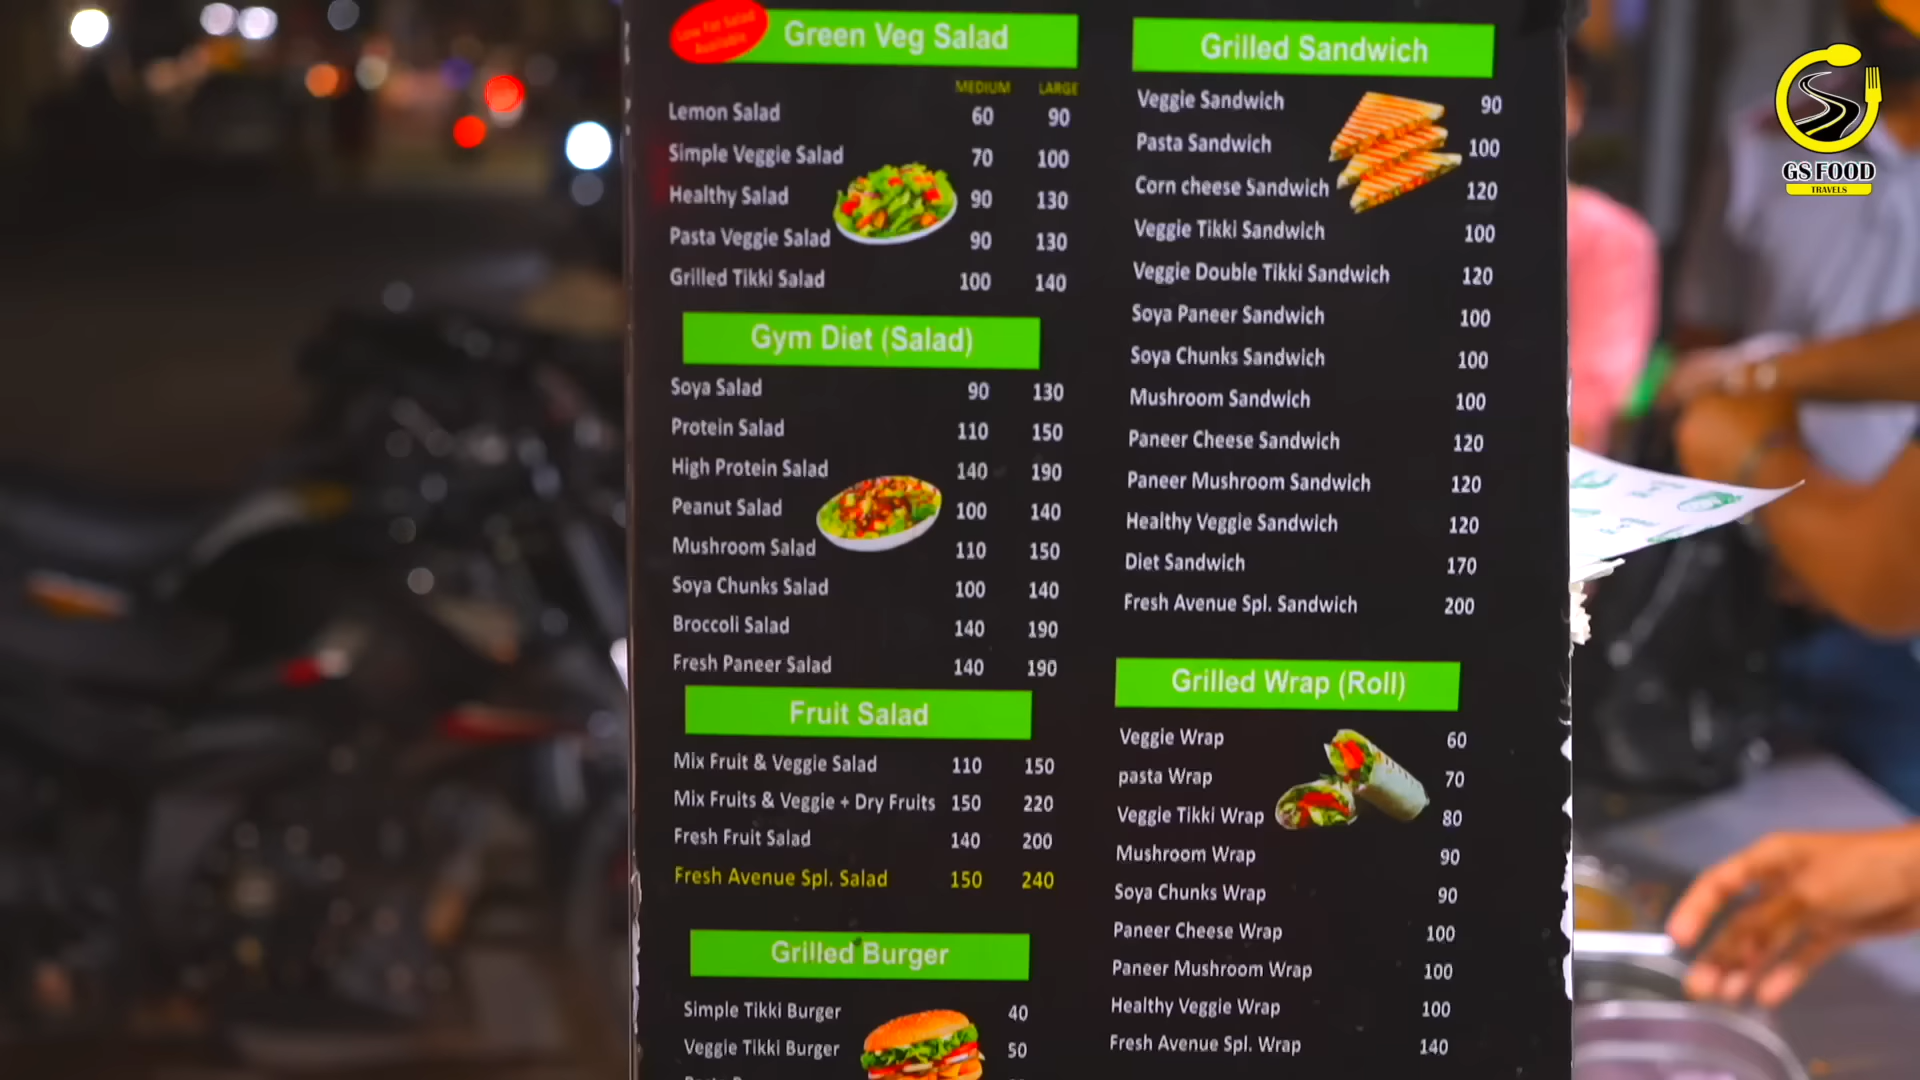 Low Fat Salad
Available
Green Veg Salad
MEDIUM LARGE
Lemon Salad 60 90
Simple Veggie Salad 70 100
Healthy Salad 90 130
Pasta Veggie Salad 90 130
Grilled Tikki Salad 100 140
Gym Diet (Salad)
Soya Salad 90 130
Protein Salad 110 150
High Protein Salad 140 190
Peanut Salad 100 140
Mushroom Salad 110 150
Soya Chunks Salad 100 140
Broccoli Salad 140 190
Fresh Paneer Salad 140 190
Fruit Salad
Mix Fruit & Veggie Salad 110 150
Mix Fruits & Veggie + Dry Fruits 150 220
Fresh Fruit Salad 140 200
Fresh Avenue Spl. Salad 150 240
Grilled Burger
Simple Tikki Burger 40
Veggie Tikki Burger 50
Grilled Sandwich
Veggie Sandwich 90
Pasta Sandwich 100
Corn cheese Sandwich 120
Veggie Tikki Sandwich 100
Veggie Double Tikki Sandwich 120
Soya Paneer Sandwich 100
Soya Chunks Sandwich 100
Mushroom Sandwich 100
Paneer Cheese Sandwich 120
Paneer Mushroom Sandwich 120
Healthy Veggie Sandwich 120
Diet Sandwich 170
Fresh Avenue Spl. Sandwich 200
Grilled Wrap (Roll)
Veggie Wrap 60
pasta Wrap 70
Veggie Tikki Wrap 80
Mushroom Wrap 90
Soya Chunks Wrap 90
Paneer Cheese Wrap 100
Paneer Mushroom Wrap 100
Healthy Veggie Wrap 100
Fresh Avenue Spl. Wrap 140
GS FOOD
TRAVELS